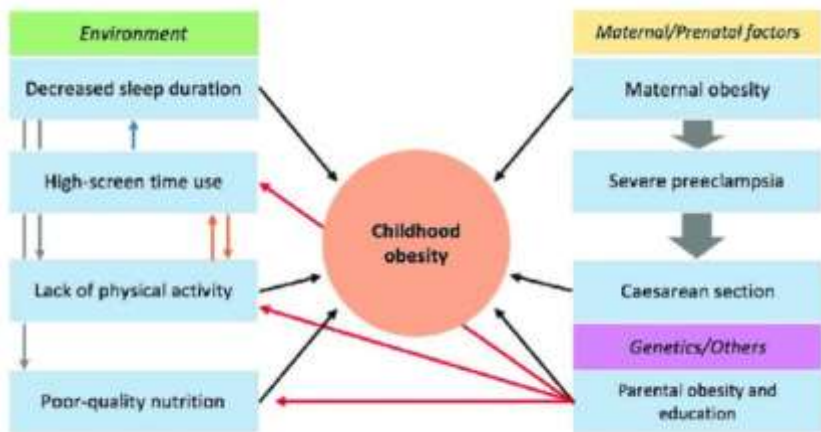 Environment
Decreased sleep duration
High-screen time use
Lack of physical activity
Poor-quality nutrition
Childhood
obesity
Maternal/Prenatal factors
Maternal obesity
Severe preeclampsia
Caesarean section
Genetics/Others
Parental obesity and
education